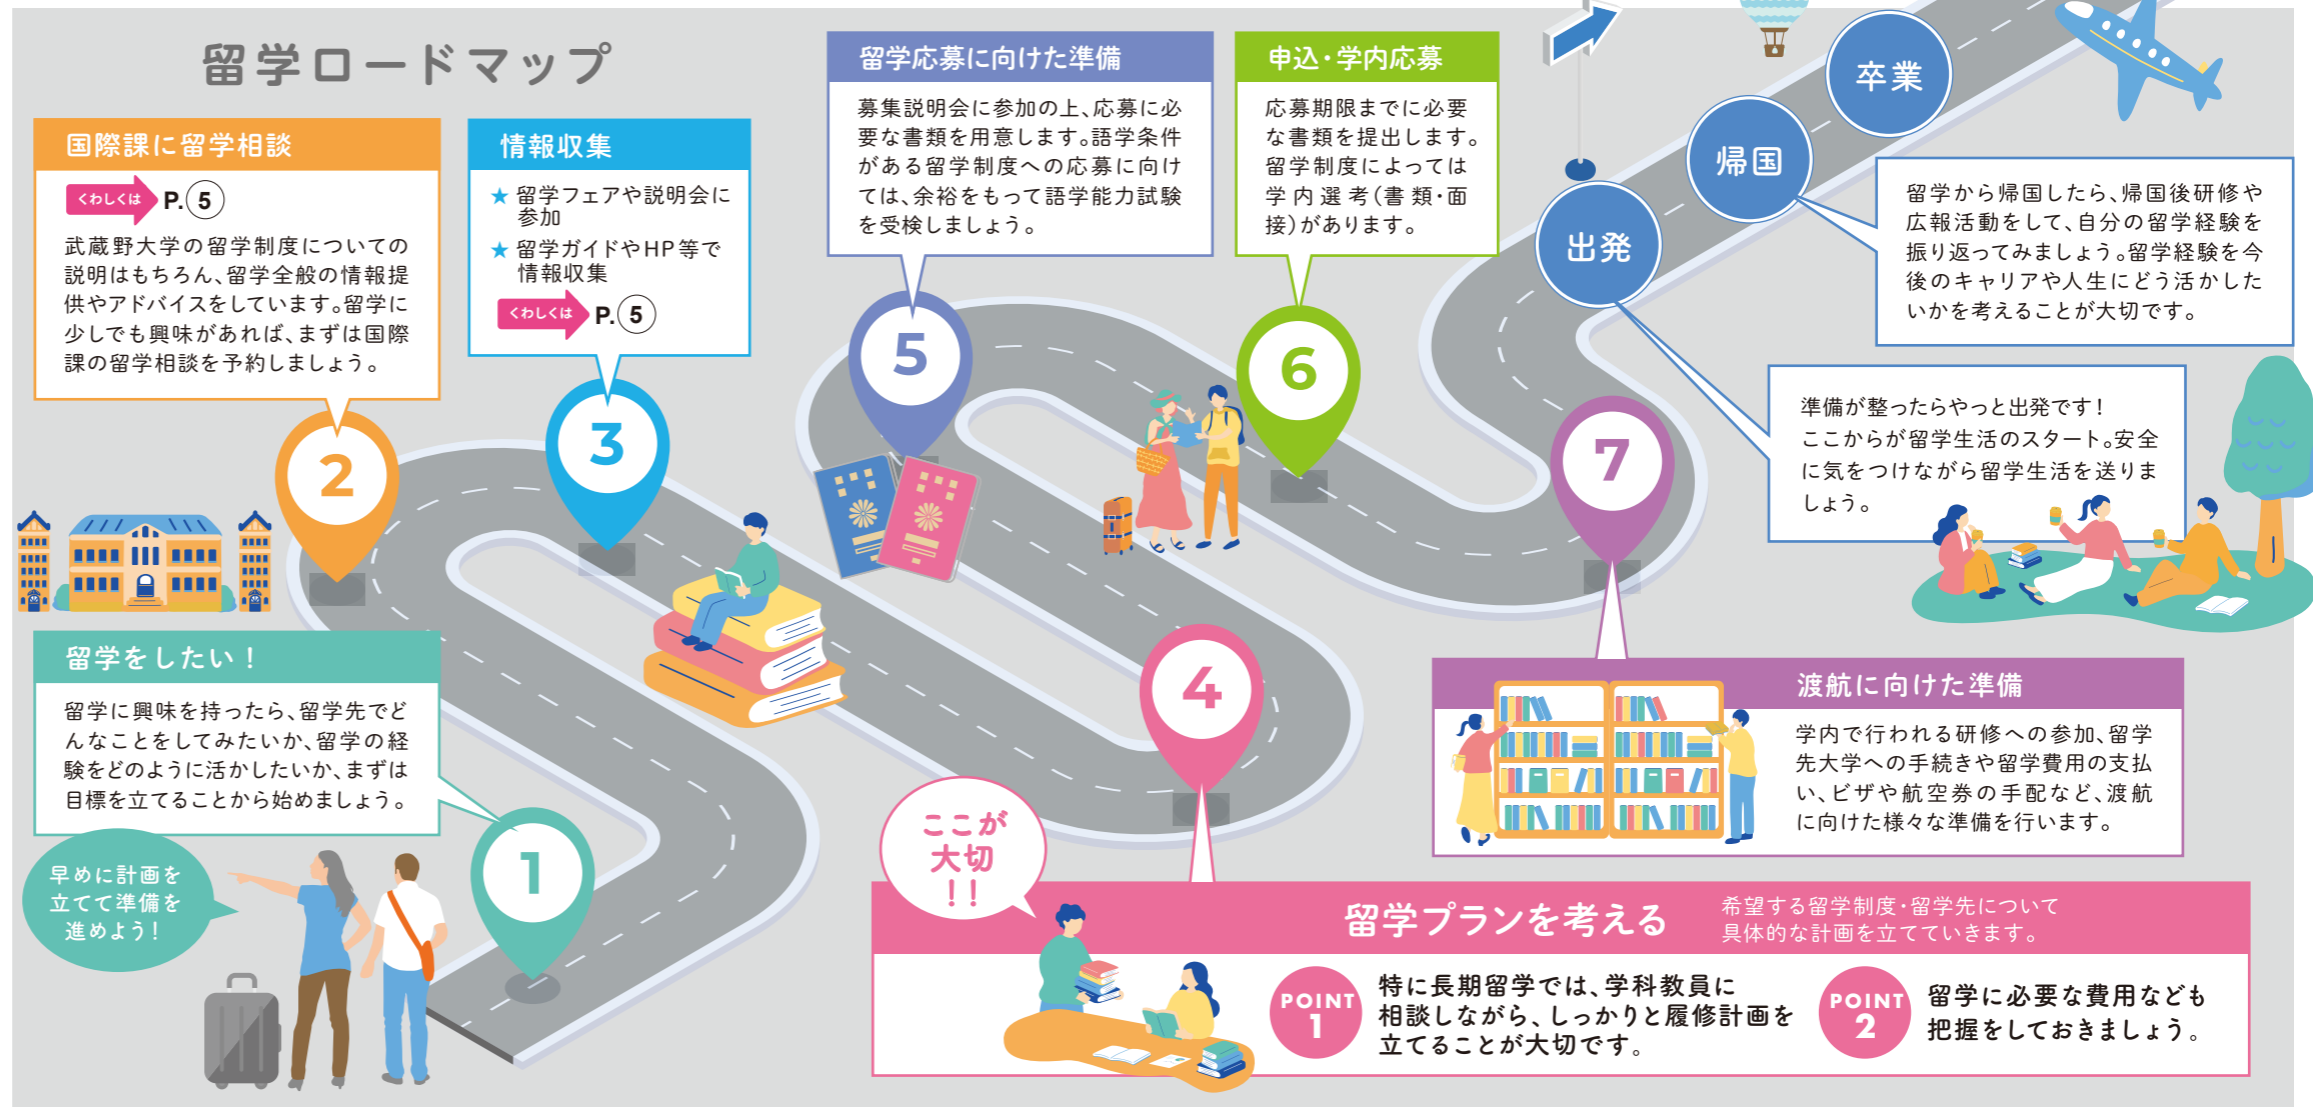 留学ロードマップ
留学をしたい！
留学に興味を持ったら、留学先でど
んなことをしてみたいか、留学の経
験をどのように活かしたいか、まずは
目標を立てることから始めましょう。
早めに計画を
立てて準備を
進めよう！
1
国際課に留学相談
くわしくは P. 5
武蔵野大学の留学制度についての
説明はもちろん、留学全般の情報提
供やアドバイスをしています。留学に
少しでも興味があれば、まずは国際
課の留学相談を予約しましょう。
2
情報収集
★ 留学フェアや説明会に
参加
★ 留学ガイドやHP等で
情報収集
くわしくは P. 5
3
4
ここが
大切
！！
留学プランを考える
希望する留学制度・留学先について
具体的な計画を立てていきます。
POINT
1
特に長期留学では、学科教員に
相談しながら、しっかりと履修計画を
立てることが大切です。
POINT
2
留学に必要な費用なども
把握をしておきましょう。
留学応募に向けた準備
募集説明会に参加の上、応募に必
要な書類を用意します。語学条件
がある留学制度への応募に向け
ては、余裕をもって語学能力試験
を受検しましょう。
5
申込・学内応募
応募期限までに必要
な書類を提出します。
留学制度によっては
学内選考（書類・面
接）があります。
6
7
渡航に向けた準備
学内で行われる研修への参加、留学
先大学への手続きや留学費用の支払
い、ビザや航空券の手配など、渡航
に向けた様々な準備を行います。
出発
準備が整ったらやっと出発です！
ここからが留学生活のスタート。安全
に気をつけながら留学生活を送りま
しょう。
帰国
留学から帰国したら、帰国後研修や
広報活動をして、自分の留学経験を
振り返ってみましょう。留学経験を今
後のキャリアや人生にどう活かした
いかを考えることが大切です。
卒業